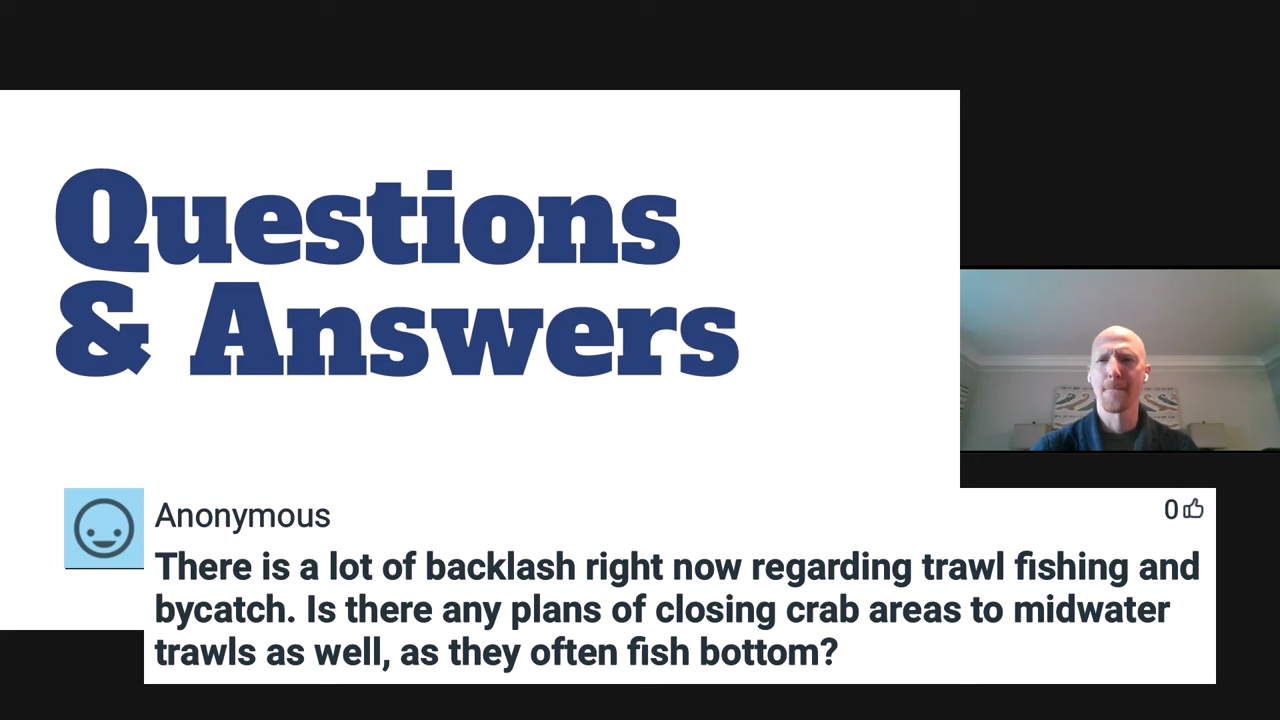 Questions
& Answers
Anonymous
0
There is a lot of backlash right now regarding trawl fishing and
bycatch. Is there any plans of closing crab areas to midwater
trawls as well, as they often fish bottom?